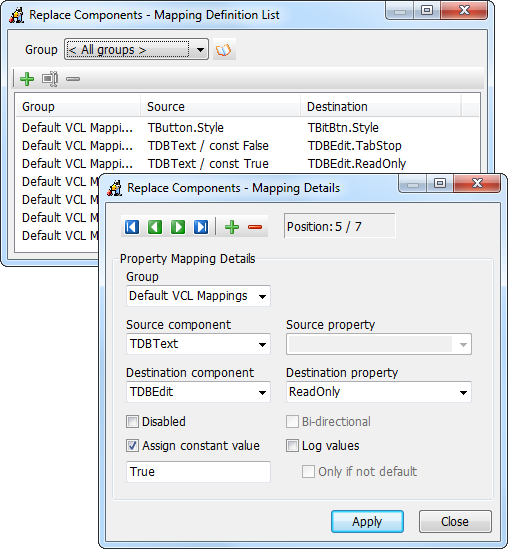 Replace Components - Mapping Definition List
Group < All groups >
Group Source Destination
Default VCL Mappi... TButton.Style TBitBtn.Style
Default VCL Mappi... TDBText / const False TDBEdit.TabStop
Default VCL Mappi... TDBText / const True TDBEdit.ReadOnly
Default VCL M
Default VCL M
Default VCL M
Default VCL M
Replace Components - Mapping Details
Position: 5 / 7
Property Mapping Details
Group
Default VCL Mappings
Source component Source property
TDBText
Destination component Destination property
TDBEdit ReadOnly
Disabled Bi-directional
Assign constant value Log values
True Only if not default
Apply Close